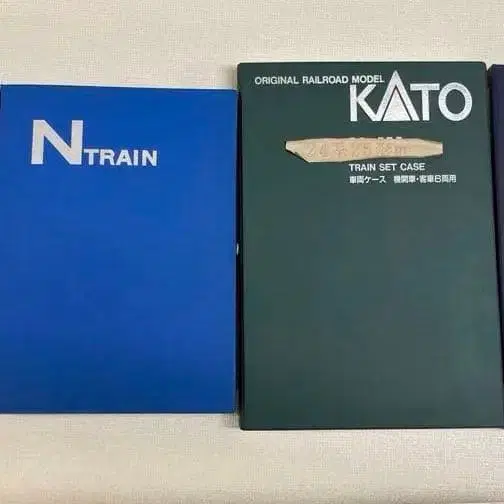 NTRAIN
ORIGINAL RAILROAD MODEL
KATO
TRAIN SET CASE
車両ケース 機関車・客車6両用